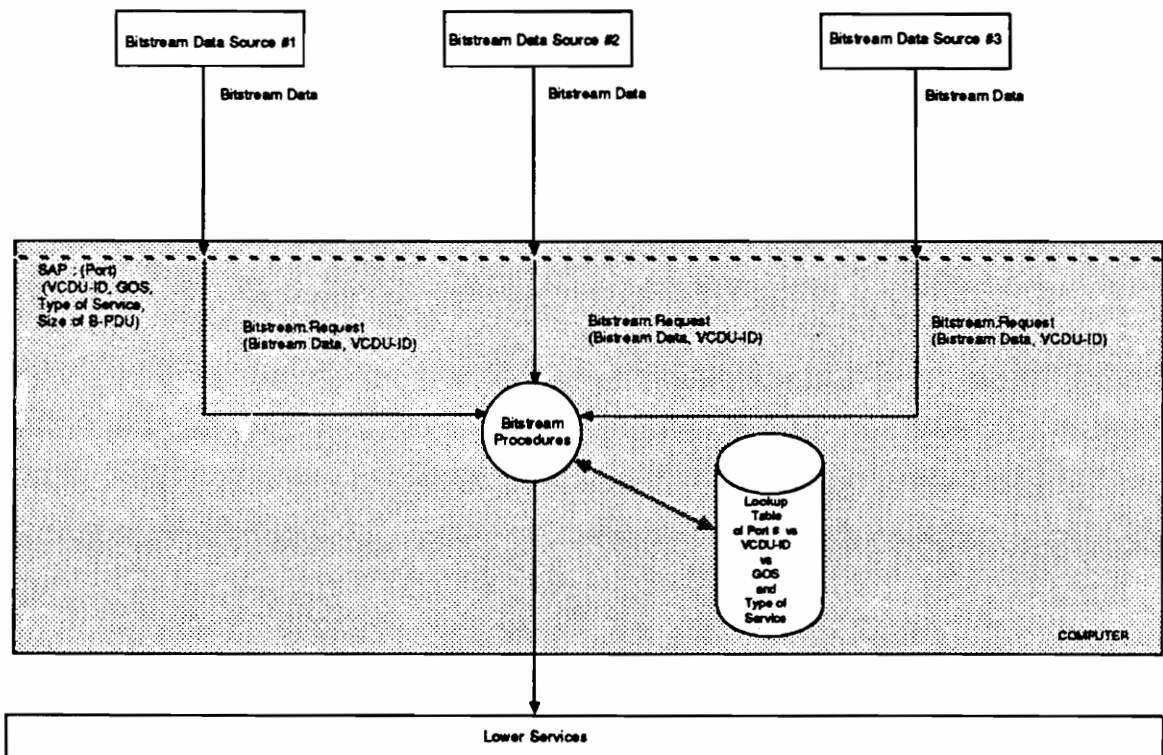 Bitstream Data Source #1
Bitstream Data Source #2
Bitstream Data Source #3
Bitstream Data
Bitstream Data
Bitstream Data
SAP : (Port)
(VCDU-ID, GOS,
Type of Service,
Size of B-PDU)
Bitstream.Request
(Bistream Data, VCDU-ID)
Bitstream.Request
(Bistream Data, VCDU-ID)
Bitstream.Request
(Bistream Data, VCDU-ID)
Bitstream
Procedures
Lookup
Table
of Port # vs
VCDU-ID
vs
GOS
and
Type of
Service
COMPUTER
Lower Services